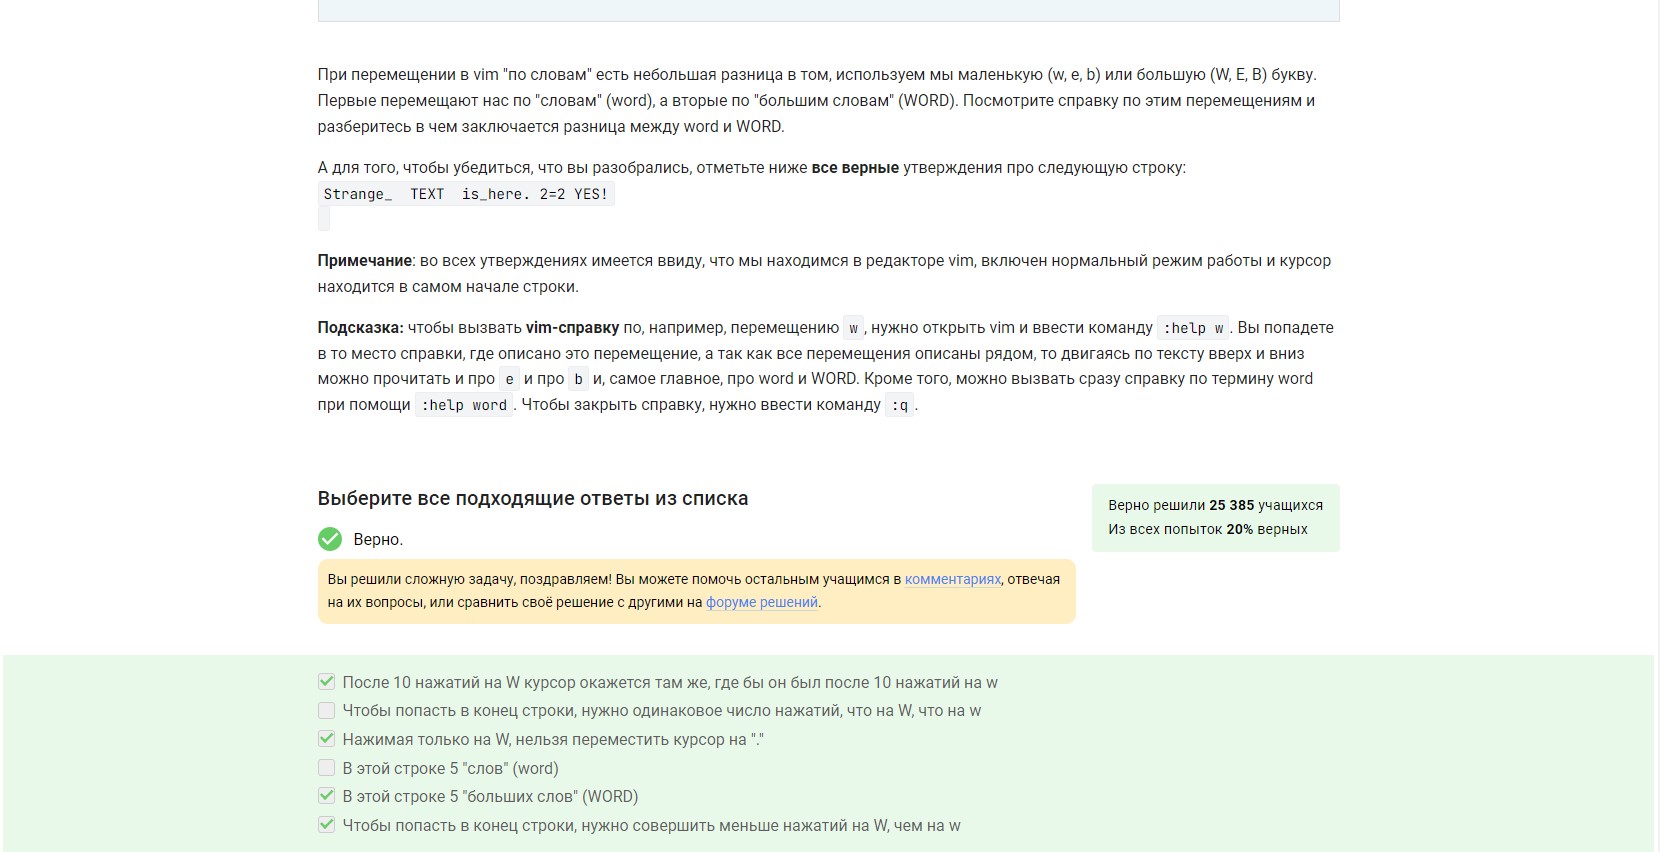 При перемещении в vim "по словам" есть небольшая разница в том, используем мы маленькую (w, e, b) или большую (W, E, B) букву.
Первые перемещают нас по "словам" (word), а вторые по "большим словам" (WORD). Посмотрите справку по этим перемещениям и
разберитесь в чем заключается разница между word и WORD.
А для того, чтобы убедиться, что вы разобрались, отметьте ниже все верные утверждения про следующую строку:
Strange_  TEXT  is_here. 2=2 YES!
Примечание: во всех утверждениях имеется ввиду, что мы находимся в редакторе vim, включен нормальный режим работы и курсор
находится в самом начале строки.
Подсказка: чтобы вызвать vim-справку по, например, перемещению w, нужно открыть vim и ввести команду :help w. Вы попадете
в то место справки, где описано это перемещение, а так как все перемещения описаны рядом, то двигаясь по тексту вверх и вниз
можно прочитать и про e и про b и, самое главное, про word и WORD. Кроме того, можно вызвать сразу справку по термину word
при помощи :help word. Чтобы закрыть справку, нужно ввести команду :q.
Выберите все подходящие ответы из списка
Верно решили 25 385 учащихся
Из всех попыток 20% верных
Верно.
Вы решили сложную задачу, поздравляем! Вы можете помочь остальным учащимся в комментариях, отвечая
на их вопросы, или сравнить своё решение с другими на форуме решений.
После 10 нажатий на W курсор окажется там же, где бы он был после 10 нажатий на w
Чтобы попасть в конец строки, нужно одинаковое число нажатий, что на W, что на w
Нажимая только на W, нельзя переместить курсор на "."
В этой строке 5 "слов" (word)
В этой строке 5 "больших слов" (WORD)
Чтобы попасть в конец строки, нужно совершить меньше нажатий на W, чем на w